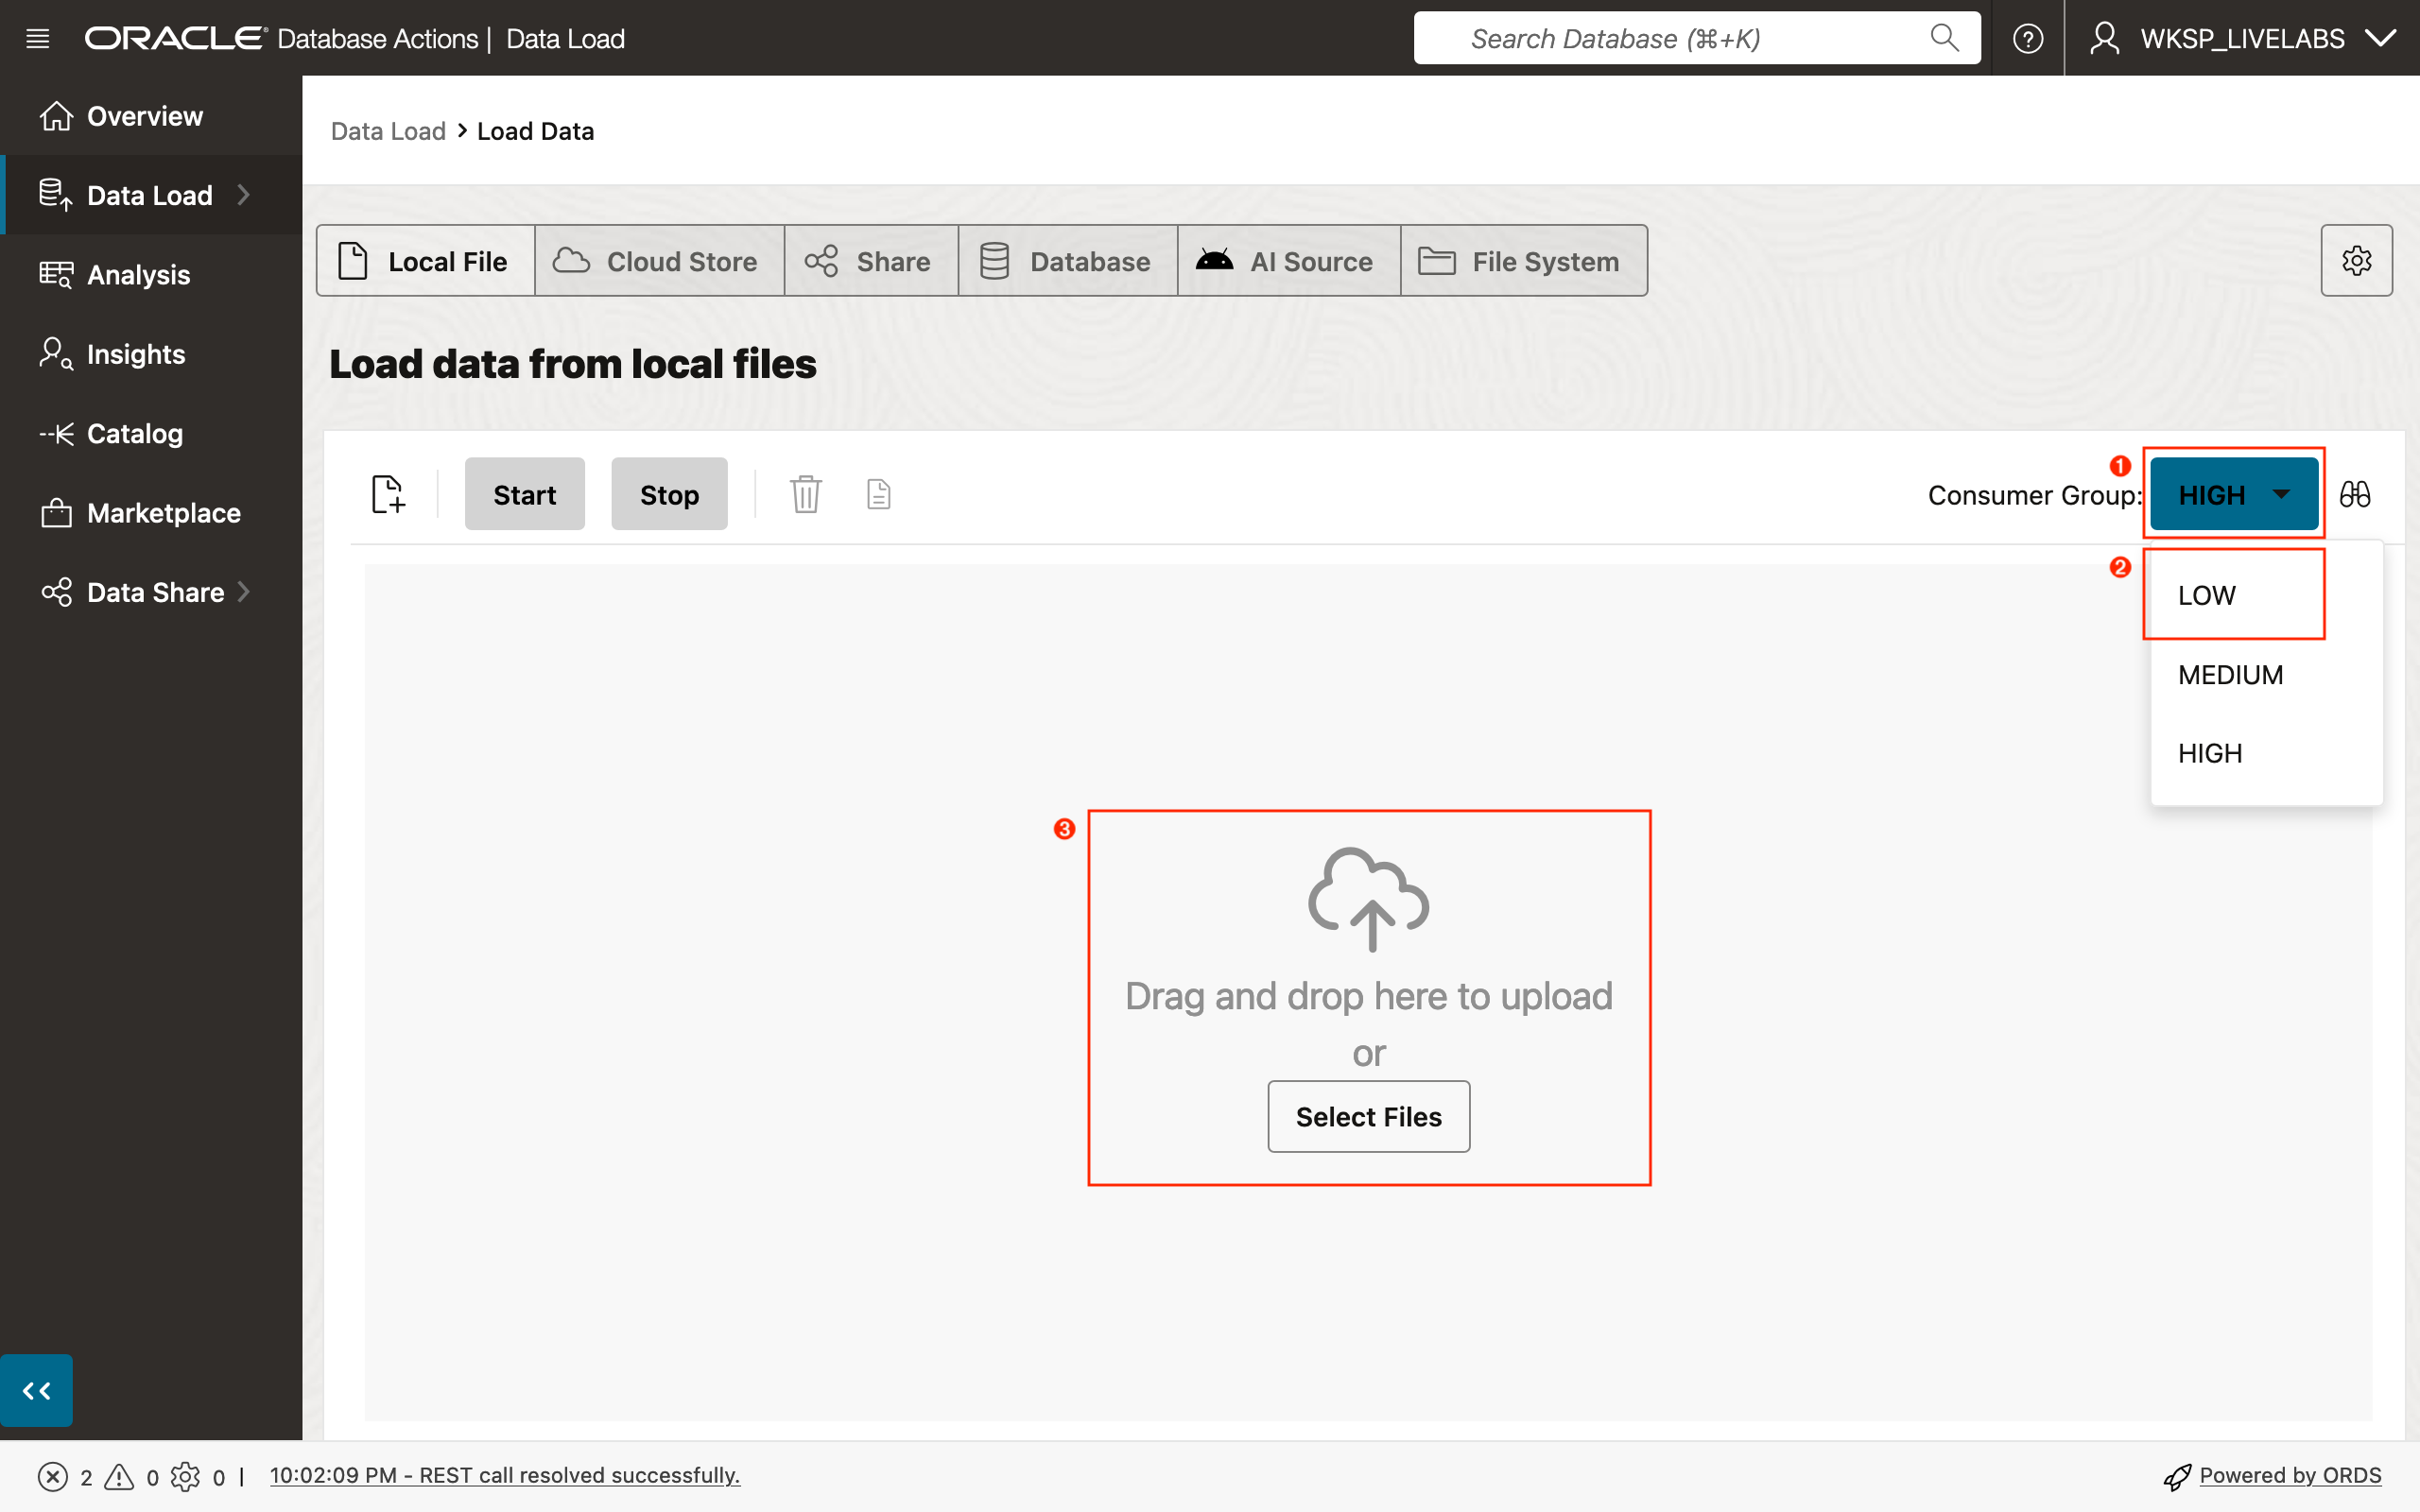 ORACLE Database Actions | Data Load
Search Database (⌘+K)
WKSP_LIVELABS
Overview
Data Load
Analysis
Insights
Catalog
Marketplace
Data Share
Data Load > Load Data
Local File
Cloud Store
Share
Database
AI Source
File System
Load data from local files
Start
Stop
Consumer Group:
1
HIGH
2
LOW
MEDIUM
HIGH
3
Drag and drop here to upload
or
Select Files
2 0 0 | 10:02:09 PM - REST call resolved successfully.
Powered by ORDS